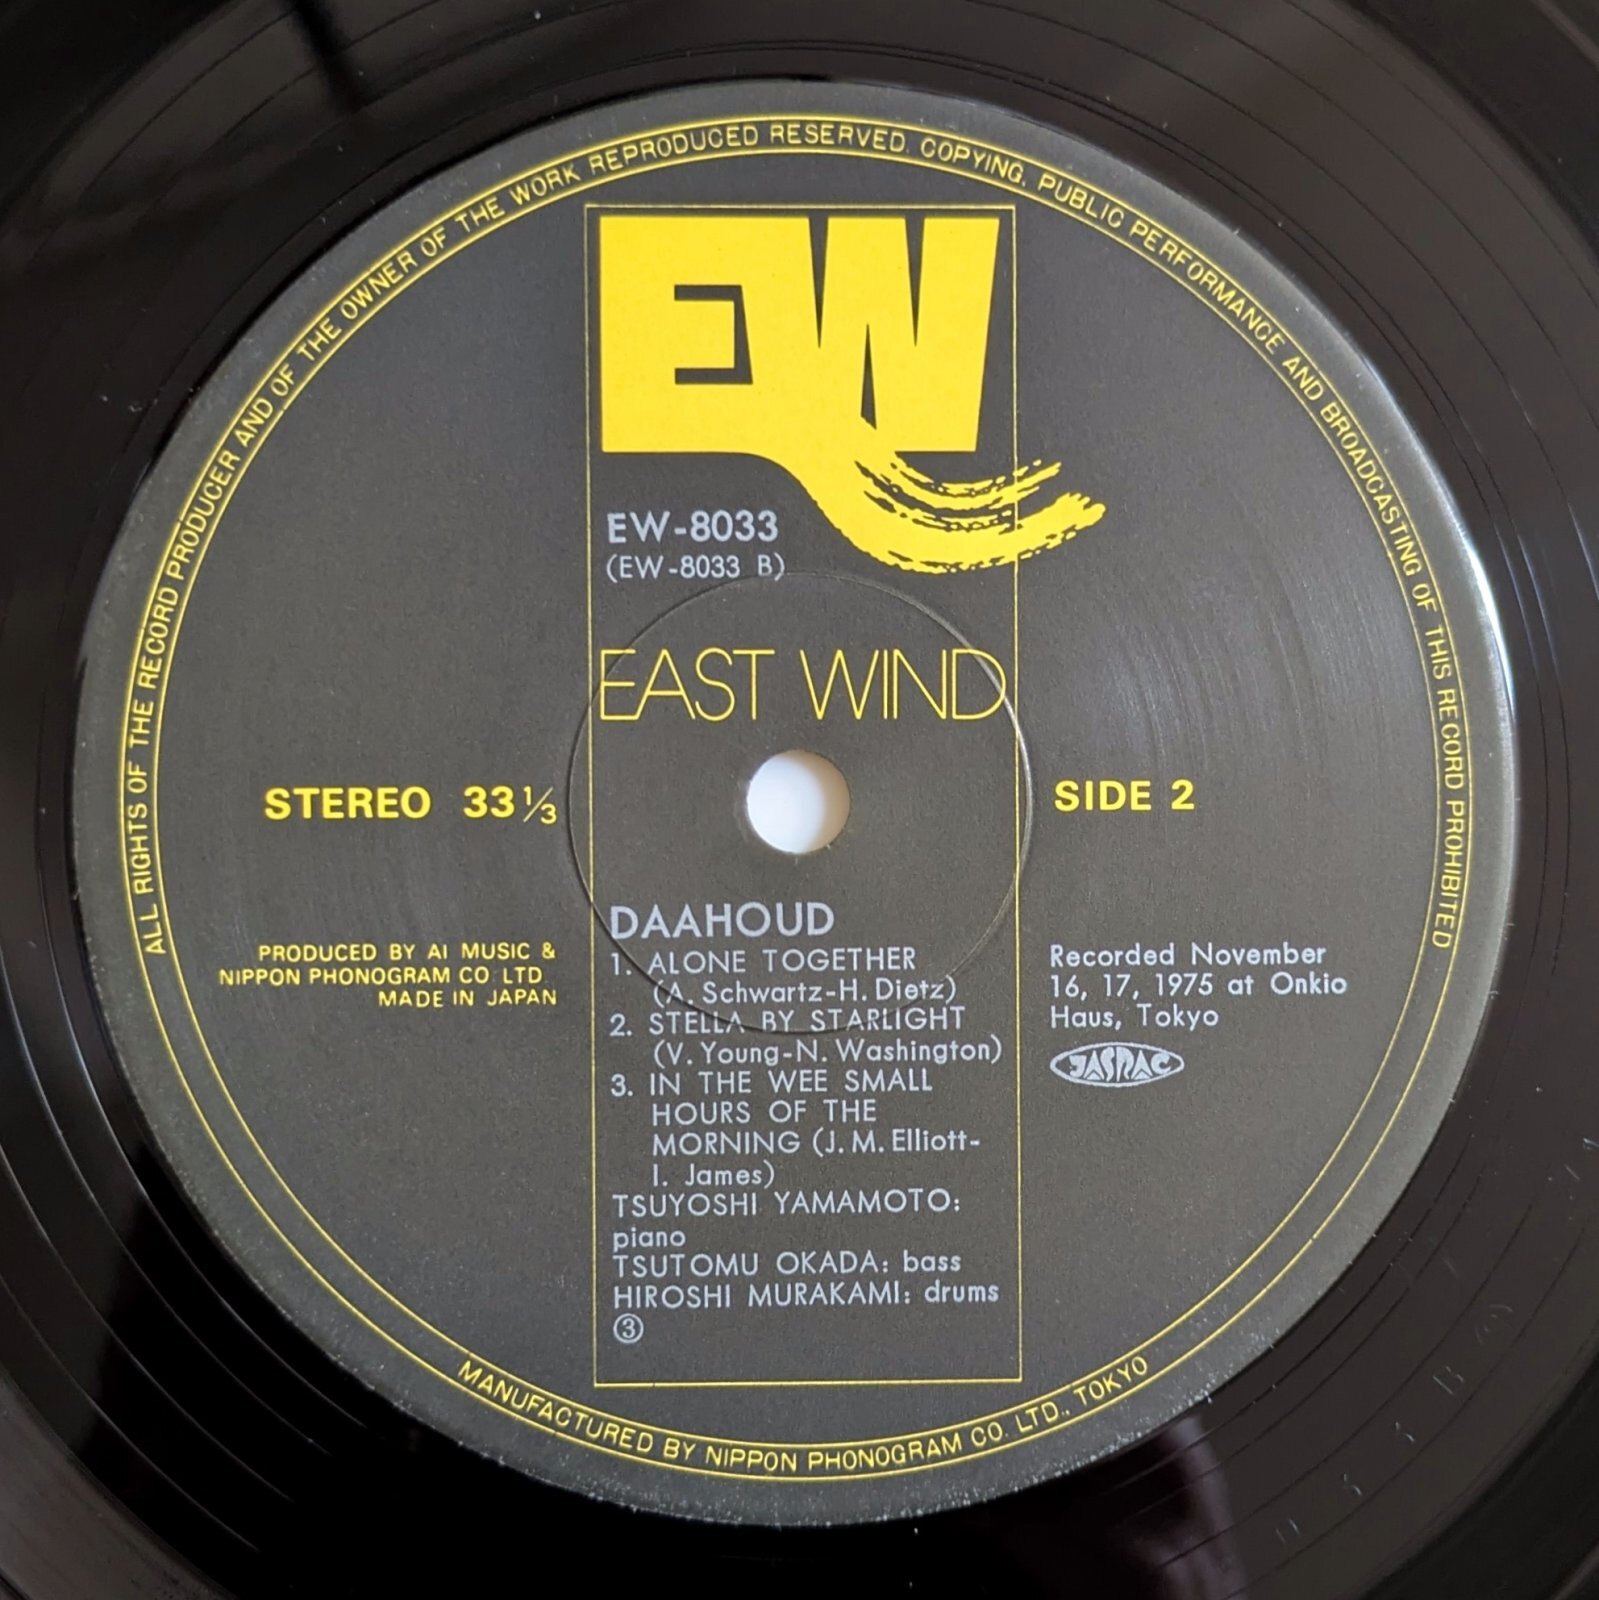 ALL RIGHTS OF THE RECORD PRODUCER AND OF THE OWNER OF THE WORK REPRODUCED RESERVED. COPYING, PUBLIC PERFORMANCE AND BROADCASTING OF THIS RECORD PROHIBITED
EW
EW-8033
(EW-8033 B)
EAST WIND
STEREO 33⅓
SIDE 2
PRODUCED BY AI MUSIC &
NIPPON PHONOGRAM CO. LTD.
MADE IN JAPAN
DAAHOUD
1. ALONE TOGETHER
(A. Schwartz-H. Dietz)
2. STELLA BY STARLIGHT
(V. Young-N. Washington)
3. IN THE WEE SMALL
HOURS OF THE
MORNING (J. M. Elliott-
I. James)
TSUYOSHI YAMAMOTO:
piano
TSUTOMU OKADA: bass
HIROSHI MURAKAMI: drums
③
Recorded November
16, 17, 1975 at Onkio
Haus, Tokyo
JASRAC
MANUFACTURED BY NIPPON PHONOGRAM CO. LTD., TOKYO